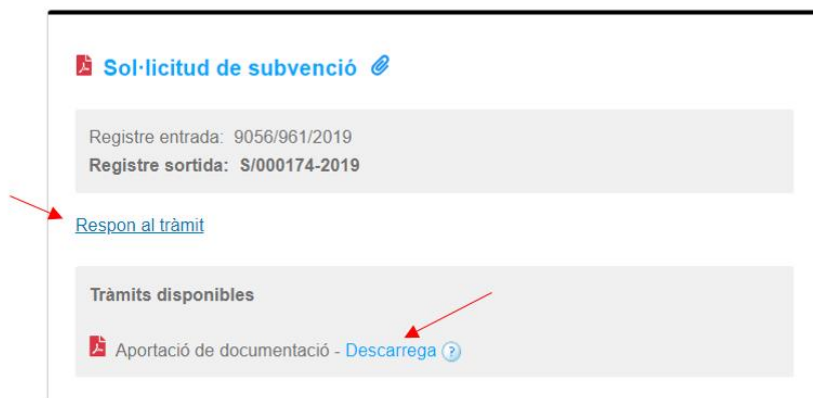 Sol·licitud de subvenció
Registre entrada: 9056/961/2019
Registre sortida: S/000174-2019
Respon al tràmit
Tràmits disponibles
Aportació de documentació - Descarrega ?